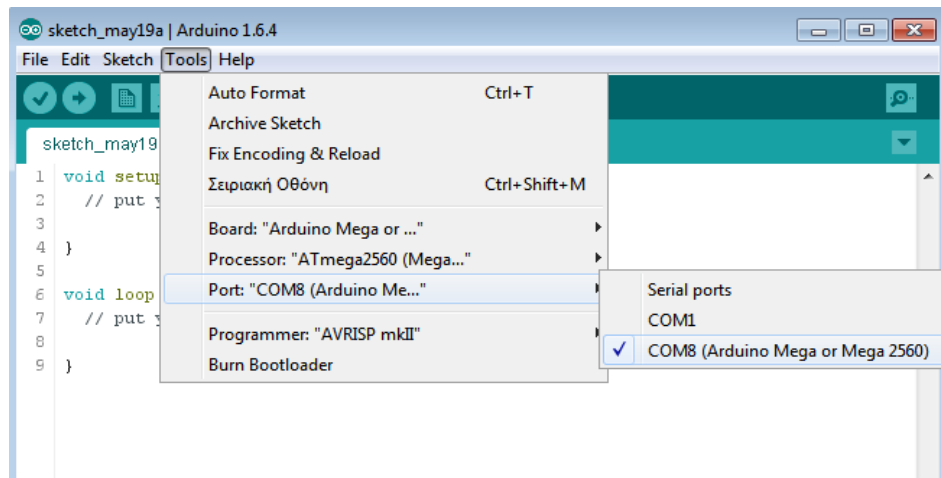 sketch_may19a | Arduino 1.6.4
File Edit Sketch Tools Help
sketch_may19
Auto Format Ctrl+T
Archive Sketch
Fix Encoding & Reload
Σειριακή Οθόνη Ctrl+Shift+M
Board: "Arduino Mega or ..."
Processor: "ATmega2560 (Mega..."
Port: "COM8 (Arduino Me..."
Programmer: "AVRISP mkII"
Burn Bootloader
Serial ports
COM1
COM8 (Arduino Mega or Mega 2560)
1 void setup
2 // put
3
4 }
5
6 void loop
7 // put
8
9 }